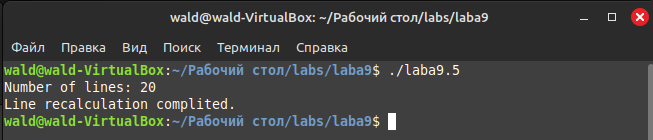 wald@wald-VirtualBox: ~/Рабочий стол/labs/laba9
Файл Правка Вид Поиск Терминал Справка
wald@wald-VirtualBox:~/Рабочий стол/labs/laba9$ ./laba9.5
Number of lines: 20
Line recalculation complited.
wald@wald-VirtualBox:~/Рабочий стол/labs/laba9$